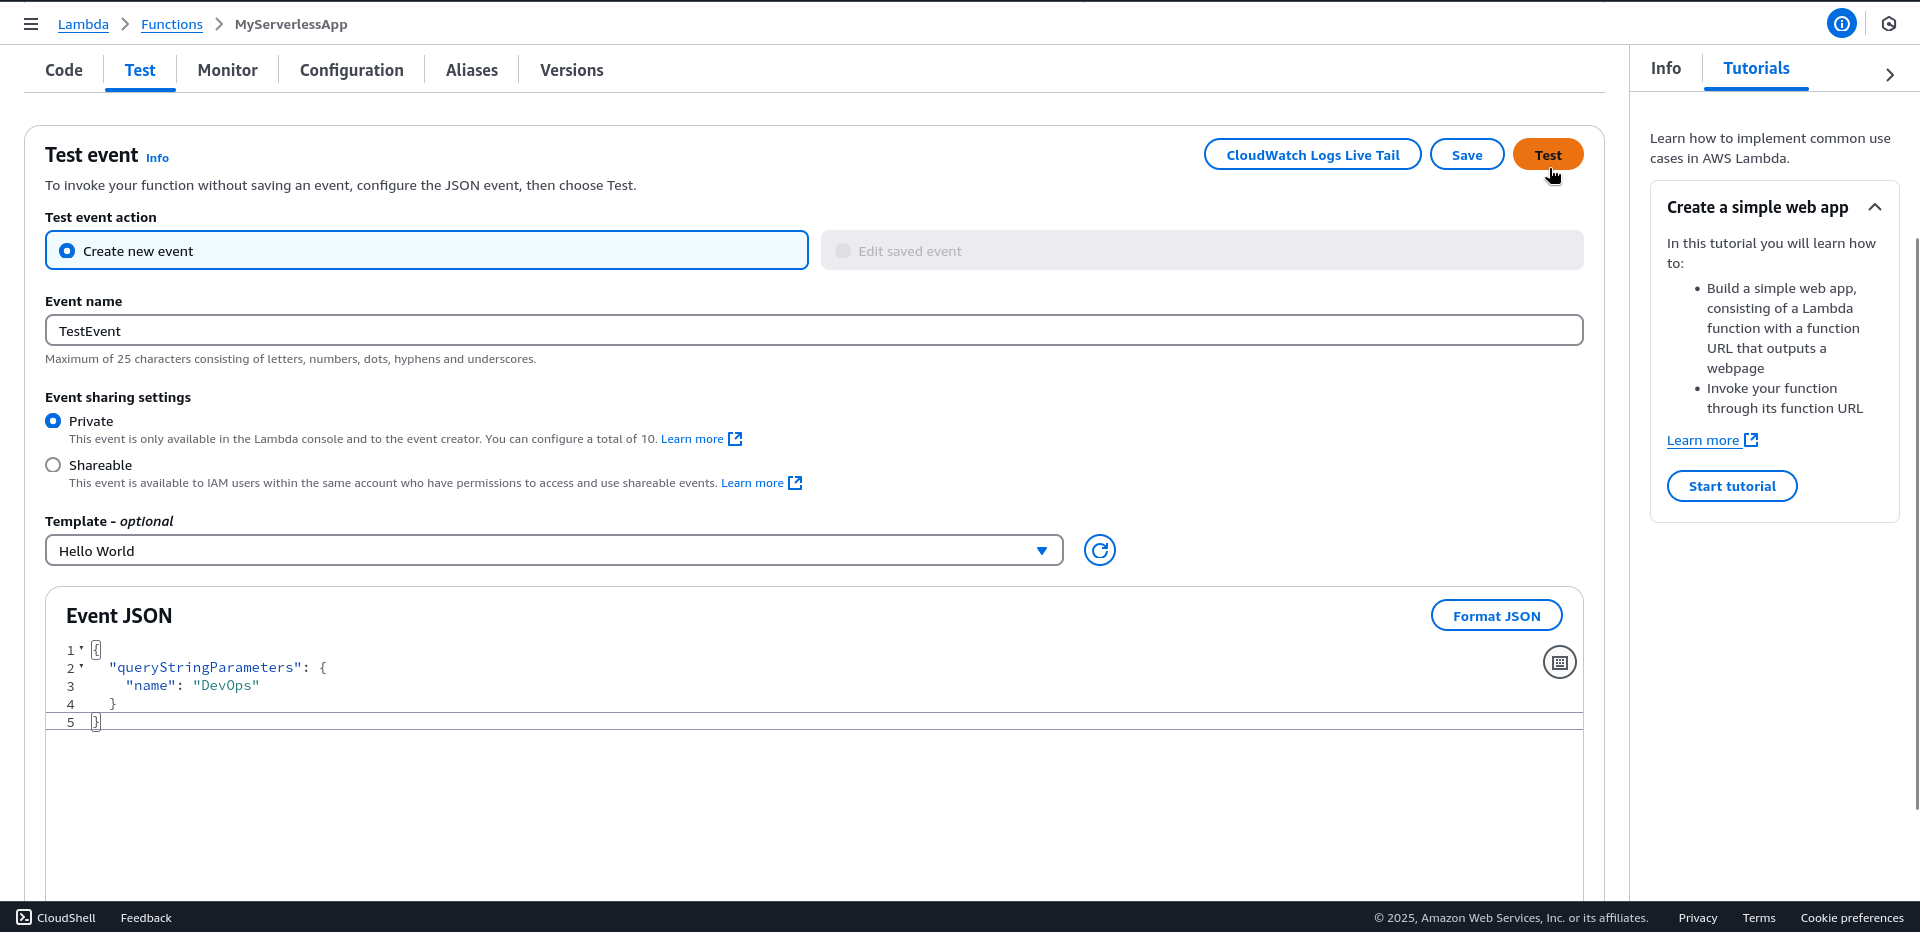 Lambda > Functions > MyServerlessApp
Code Test Monitor Configuration Aliases Versions
Test event Info
CloudWatch Logs Live Tail Save Test
To invoke your function without saving an event, configure the JSON event, then choose Test.
Test event action
Create new event Edit saved event
Event name
TestEvent
Maximum of 25 characters consisting of letters, numbers, dots, hyphens and underscores.
Event sharing settings
Private
This event is only available in the Lambda console and to the event creator. You can configure a total of 10. Learn more
Shareable
This event is available to IAM users within the same account who have permissions to access and use shareable events. Learn more
Template - optional
Hello World
Event JSON Format JSON
1 {
2 "queryStringParameters": {
3 "name": "DevOps"
4 }
5 }
Info Tutorials
Learn how to implement common use
cases in AWS Lambda.
Create a simple web app
In this tutorial you will learn how
to:
• Build a simple web app,
consisting of a Lambda
function with a function
URL that outputs a
webpage
• Invoke your function
through its function URL
Learn more
Start tutorial
CloudShell Feedback © 2025, Amazon Web Services, Inc. or its affiliates. Privacy Terms Cookie preferences